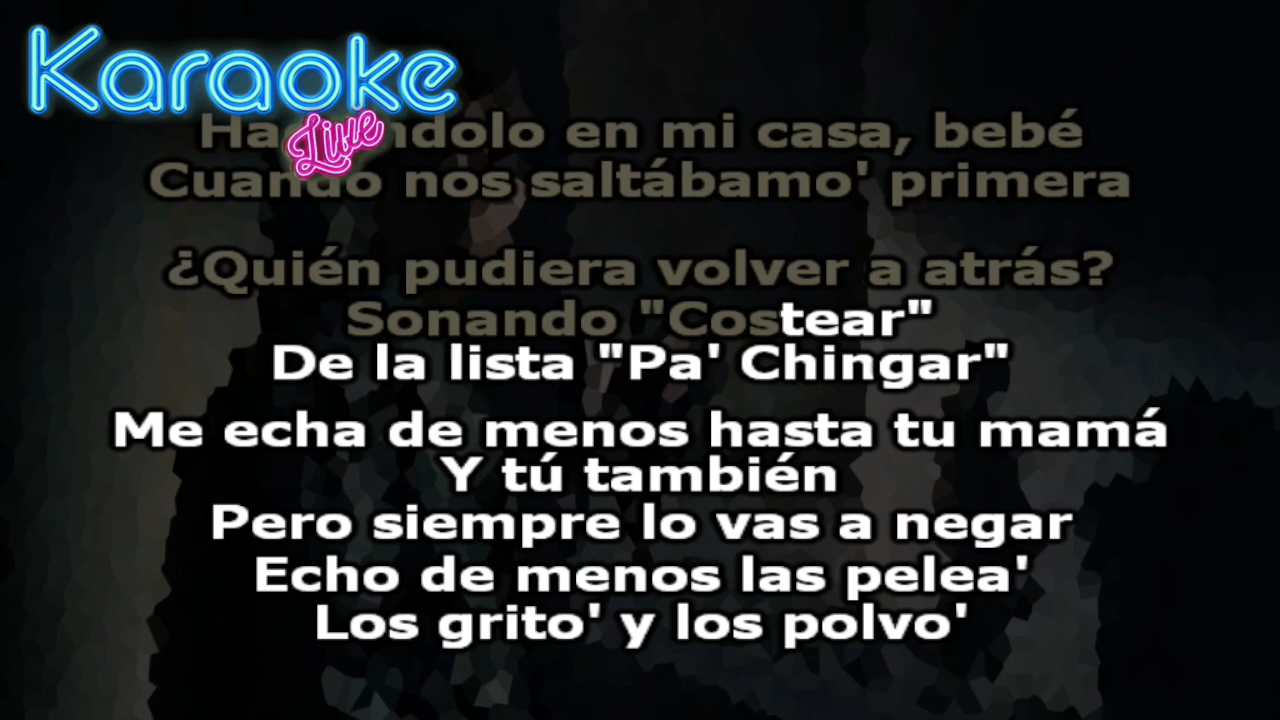 Karaoke
Live
en mi casa, bebé
Cuando nos saltábamo' primera
¿Quién pudiera volver a atrás?
Sonando "Costear"
De la lista "Pa' Chingar"
Me echa de menos hasta tu mamá
Y tú también
Pero siempre lo vas a negar
Echo de menos las pelea'
Los grito' y los polvo'